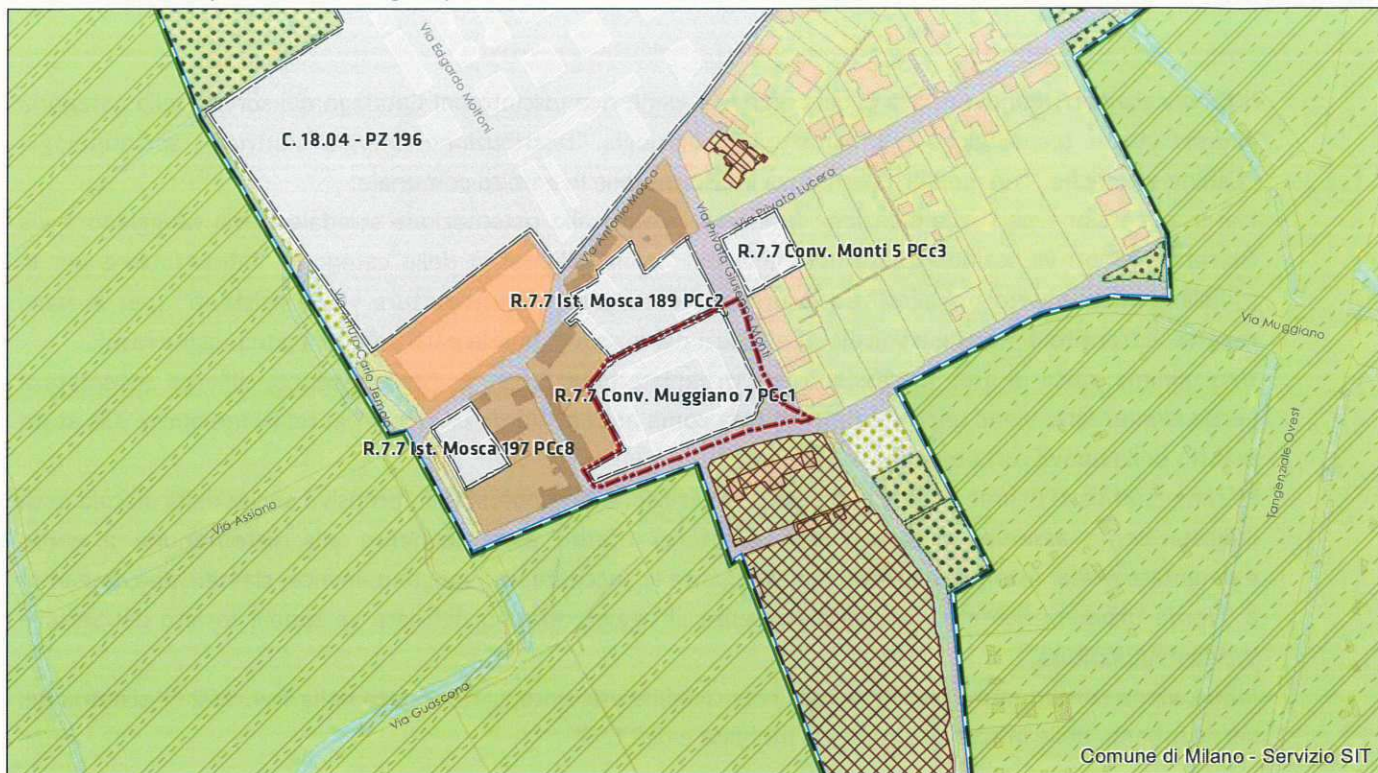 Via Edgardo Moltoni
C. 18.04 - PZ 196
Via Antonio Mosca
Via Privata Lucera
Via Privata Giuseppe Monti
R.7.7 Conv. Monti 5 PCc3
R.7.7 Ist. Mosca 189 PCc2
Via Muggiano
R.7.7 Conv. Muggiano 7 PCc1
R.7.7 Ist. Mosca 197 PCc8
Via Assiano
Tangenziale Ovest
Via Guascona
Comune di Milano - Servizio SIT